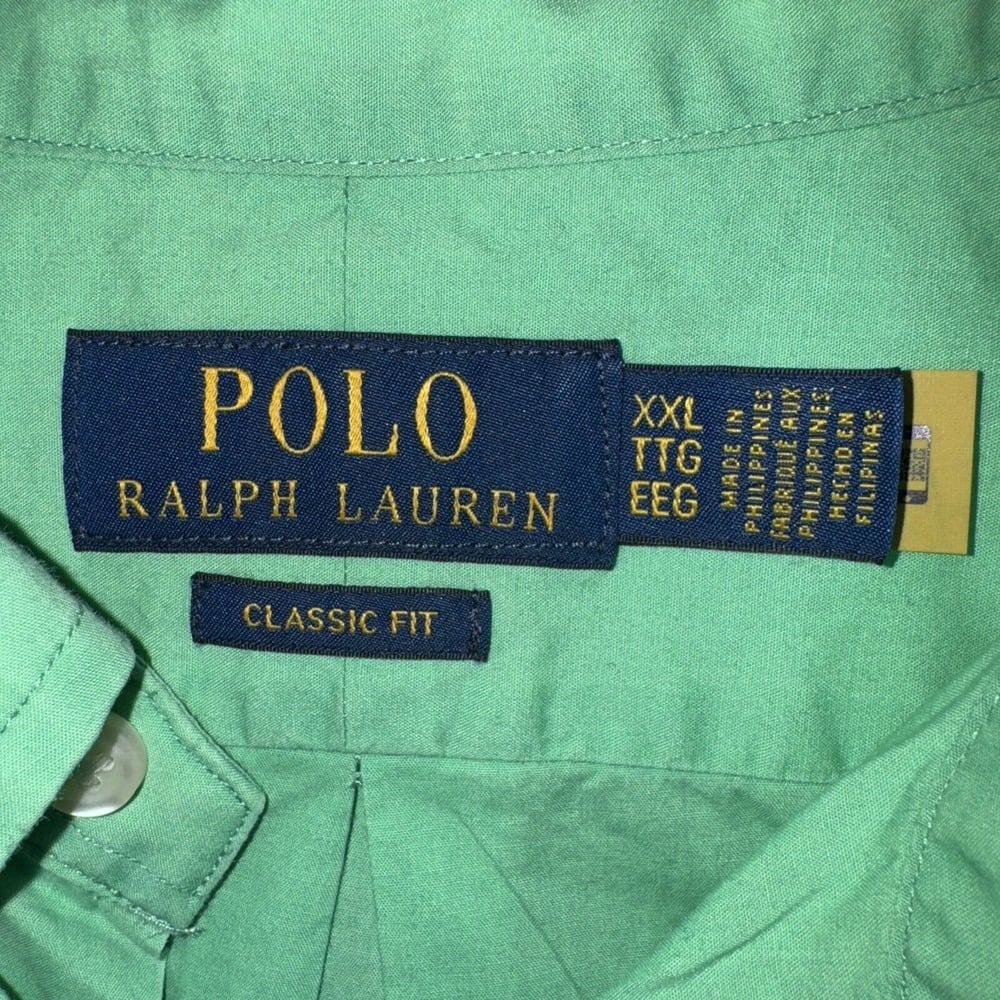 POLO
RALPH LAUREN
XXL
TTG
EEG
MADE IN
PHILIPPINES
FABRIQUÉ AUX
PHILIPPINES
HECHO EN
FILIPINAS
CLASSIC FIT